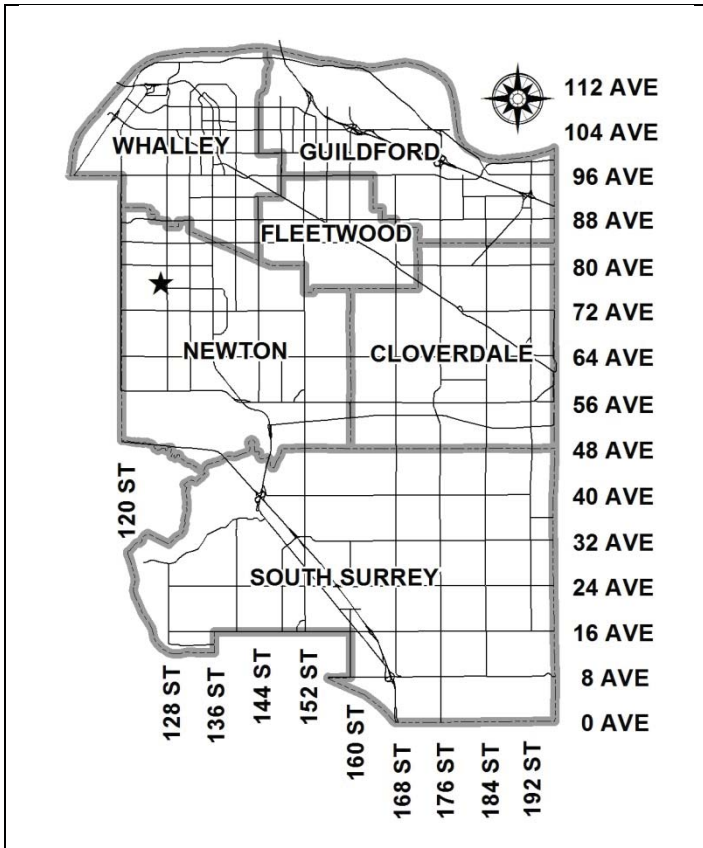 112 AVE
104 AVE
WHALLEY
GUILDFORD
96 AVE
88 AVE
FLEETWOOD
80 AVE
72 AVE
NEWTON
CLOVERDALE
64 AVE
56 AVE
48 AVE
120 ST
40 AVE
32 AVE
SOUTH SURREY
24 AVE
16 AVE
128 ST
136 ST
144 ST
152 ST
160 ST
8 AVE
0 AVE
168 ST
176 ST
184 ST
192 ST